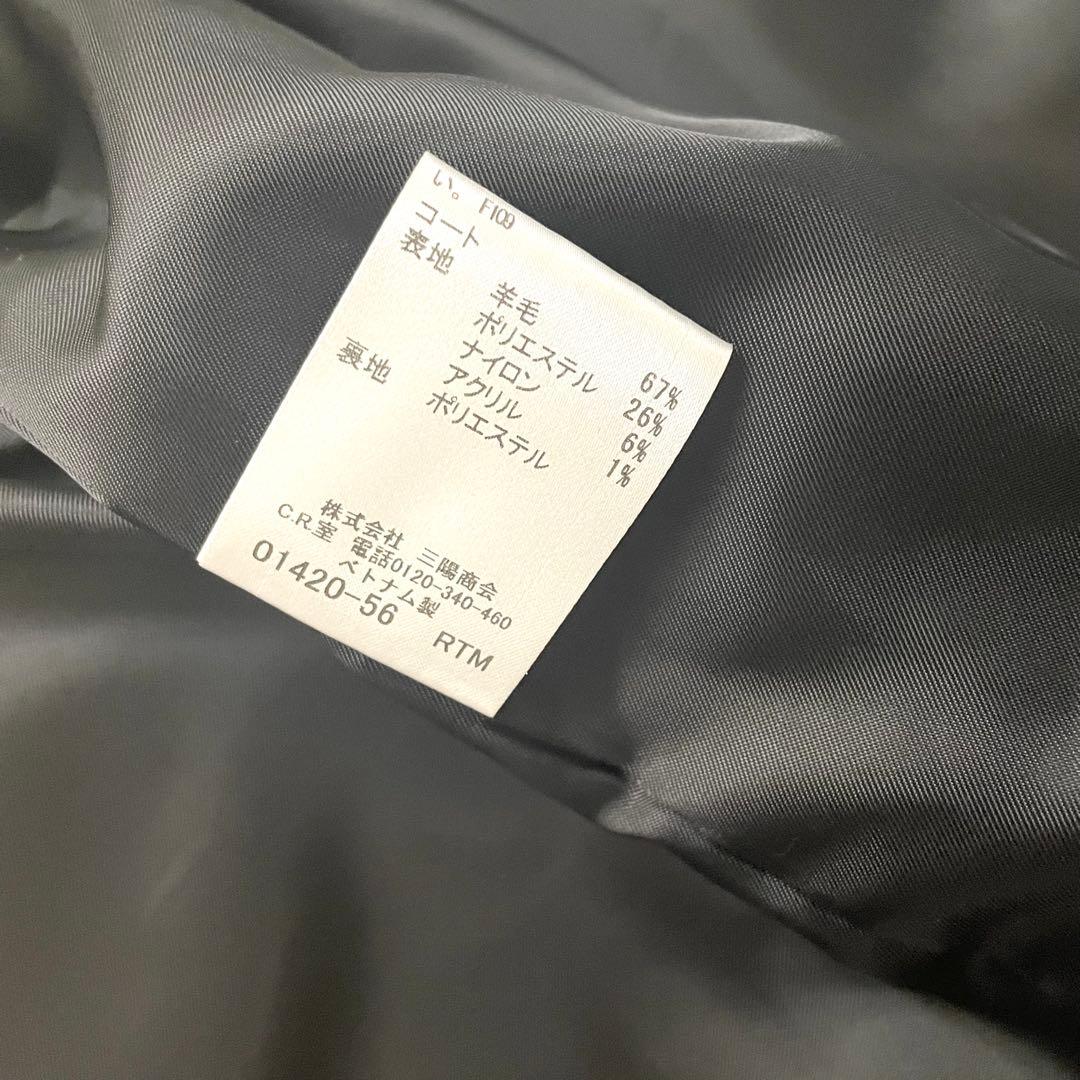 い。 F109
コート
表地
羊毛 67%
ポリエステル 26%
ナイロン 6%
アクリル 1%
裏地 ポリエステル
株式会社 三陽商会
C.R.室 電話0120-340-460
ベトナム製
01420-56 RTM